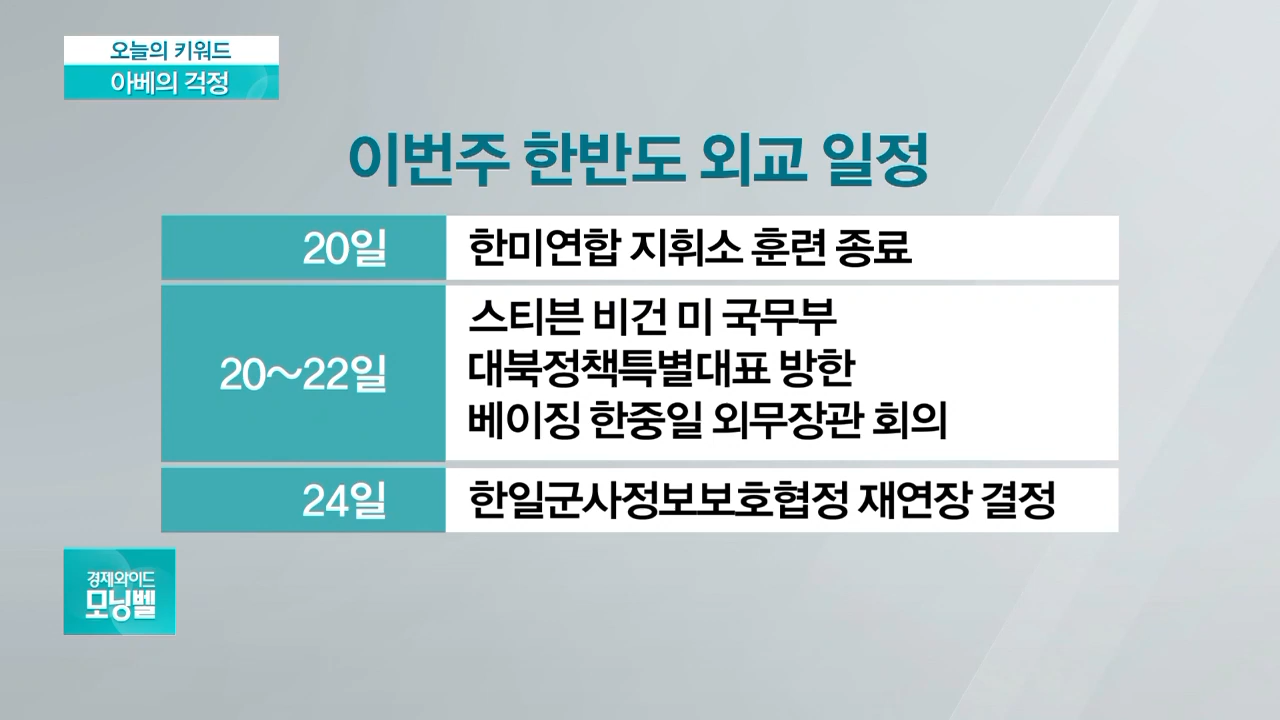 오늘의 키워드
아베의 걱정
이번주 한반도 외교 일정
20일
한미연합 지휘소 훈련 종료
20~22일
스티븐 비건 미 국무부
대북정책특별대표 방한
베이징 한중일 외무장관 회의
24일
한일군사정보보호협정 재연장 결정
경제와이드
모닝벨